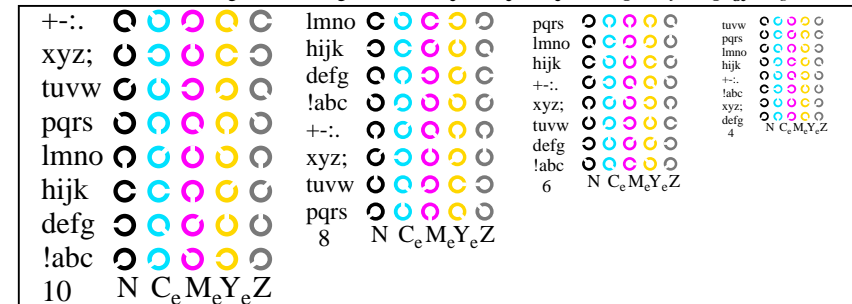 +-:.
xyz;
tuvw
pqrs
lmno
hijk
defg
!abc
10 N CeMeYeZ
lmno
hijk
defg
!abc
+-:.
xyz;
tuvw
pqrs
8 N CeMeYeZ
pqrs
lmno
hijk
+-:.
xyz;
tuvw
defg
!abc
6 N CeMeYeZ
tuvw
pqrs
lmno
hijk
+-:.
!abc
xyz;
defg
4 N CeMeYeZ